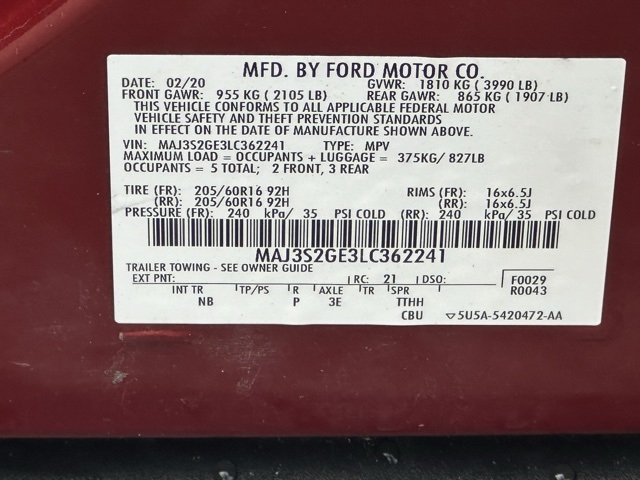 MFD. BY FORD MOTOR CO.
DATE: 02/20 GVWR: 1810 KG ( 3990 LB)
FRONT GAWR: 955 KG ( 2105 LB) REAR GAWR: 865 KG ( 1907 LB)
THIS VEHICLE CONFORMS TO ALL APPLICABLE FEDERAL MOTOR
VEHICLE SAFETY AND THEFT PREVENTION STANDARDS
IN EFFECT ON THE DATE OF MANUFACTURE SHOWN ABOVE.
VIN: MAJ3S2GE3LC362241 TYPE: MPV
MAXIMUM LOAD = OCCUPANTS + LUGGAGE = 375KG/ 827LB
OCCUPANTS = 5 TOTAL; 2 FRONT, 3 REAR
TIRE (FR): 205/60R16 92H RIMS (FR): 16x6.5J
(RR): 205/60R16 92H (RR): 16x6.5J
PRESSURE (FR): 240 kPa/ 35 PSI COLD (RR): 240 kPa/ 35 PSI COLD
MAJ3S2GE3LC362241
TRAILER TOWING - SEE OWNER GUIDE
EXT PNT: RC: 21 DSO: F0029
R0043
INT TR TP/PS R AXLE TR SPR
NB P 3E TTHH
CBU ▽5U5A-5420472-AA